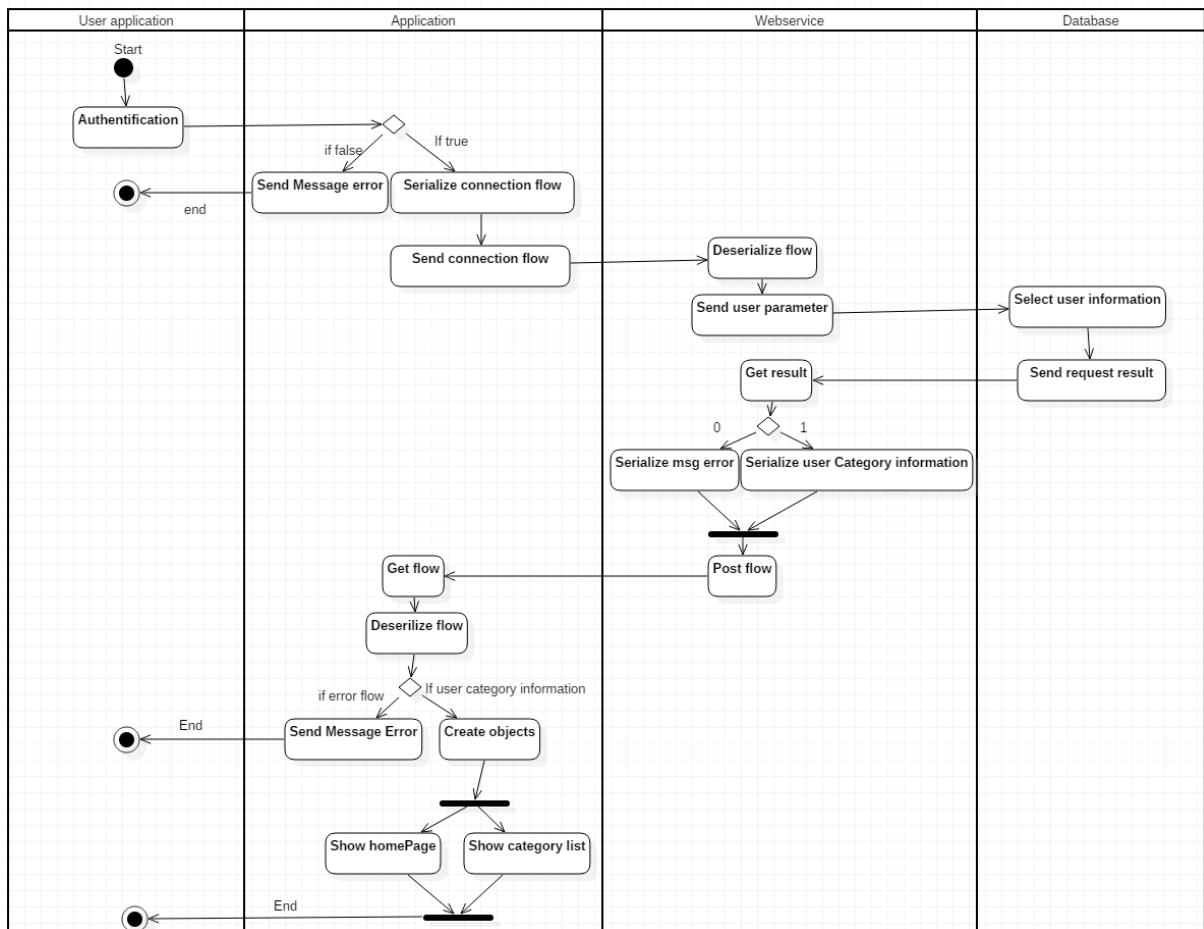 User application
Application
Webservice
Database
Start
Authentification
if false
If true
Send Message error
Serialize connection flow
end
Send connection flow
Deserialize flow
Send user parameter
Select user information
Get result
Send request result
0
1
Serialize msg error
Serialize user Category information
Get flow
Post flow
Deserilize flow
if error flow
If user category information
End
Send Message Error
Create objects
Show homePage
Show category list
End